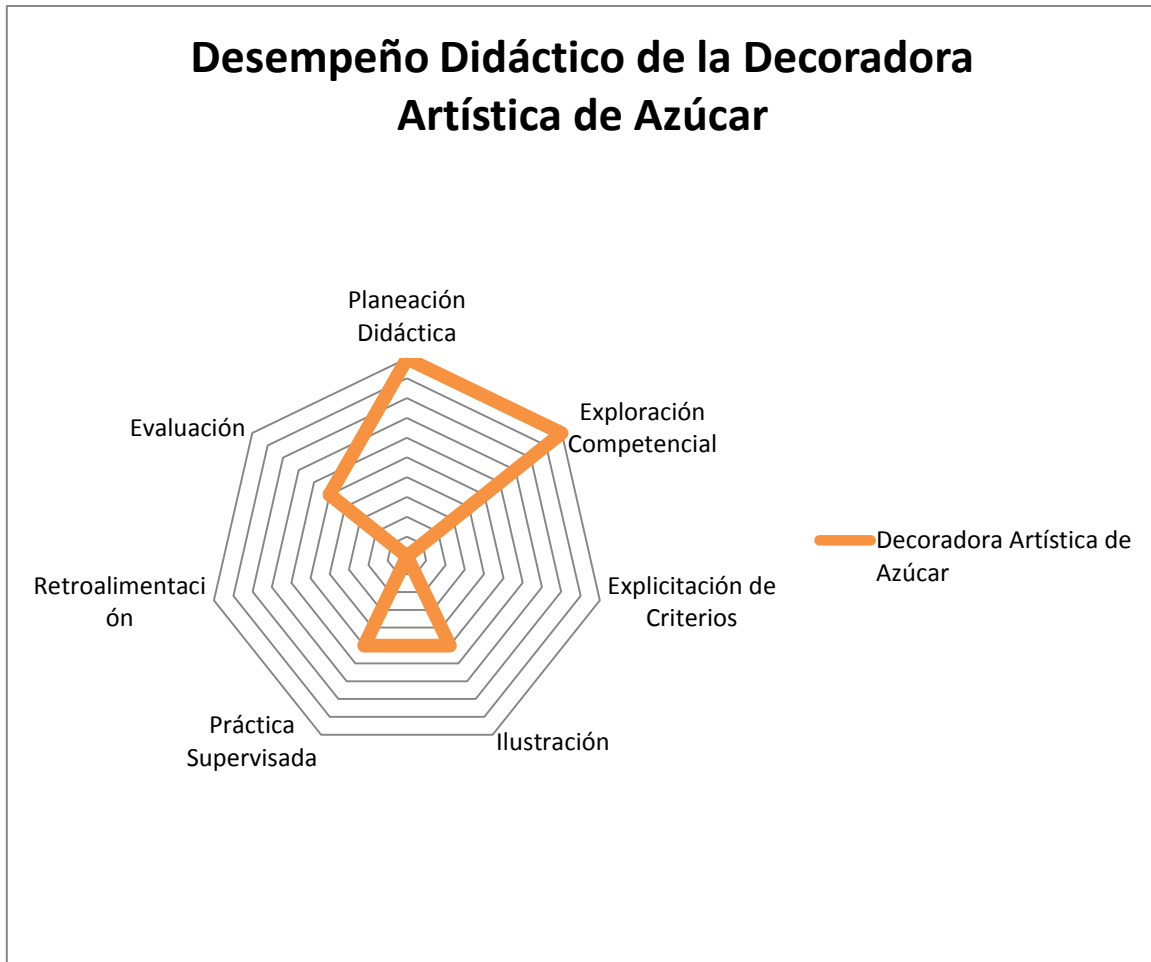 Desempeño Didáctico de la Decoradora
Artística de Azúcar
Planeación
Didáctica
Exploración
Competencial
Explicitación de
Criterios
Ilustración
Práctica
Supervisada
Retroalimentaci
ón
Evaluación
Decoradora Artística de
Azúcar